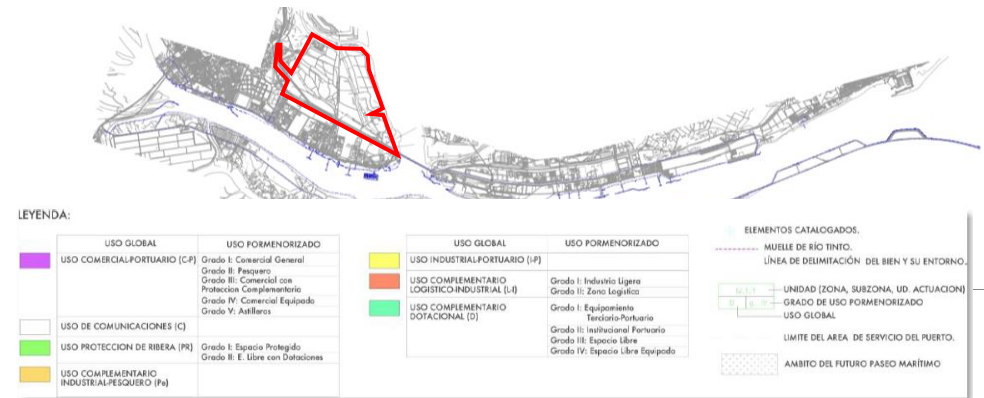 LEYENDA:
USO GLOBAL
USO PORMENORIZADO
USO COMERCIAL-PORTUARIO (C-P)
Grado I: Comercial General
Grado II: Pesquero
Grado III: Comercial con
Proteccion Complementario
Grado IV: Comercial Equipado
Grado V: Astilleros
USO DE COMUNICACIONES (C)
USO PROTECCION DE RIBERA (PR)
Grado I: Espacio Protegido
Grado II: E. Libre con Dotaciones
USO COMPLEMENTARIO
INDUSTRIAL-PESQUERO (Pe)
USO GLOBAL
USO PORMENORIZADO
USO INDUSTRIAL-PORTUARIO (I-P)
USO COMPLEMENTARIO
LOGISTICO-INDUSTRIAL (L-I)
Grado I: Industria Ligera
Grado II: Zona Logistica
USO COMPLEMENTARIO
DOTACIONAL (D)
Grado I: Equipamiento
Terciario-Portuario
Grado II: Institucional Portuario
Grado III: Espacio Libre
Grado IV: Espacio Libre Equipado
ELEMENTOS CATALOGADOS.
MUELLE DE RÍO TINTO.
LÍNEA DE DELIMITACIÓN DEL BIEN Y SU ENTORNO.
UNIDAD (ZONA, SUBZONA, UD. ACTUACION)
GRADO DE USO PORMENORIZADO
USO GLOBAL
LIMITE DEL AREA DE SERVICIO DEL PUERTO.
AMBITO DEL FUTURO PASEO MARÍTIMO